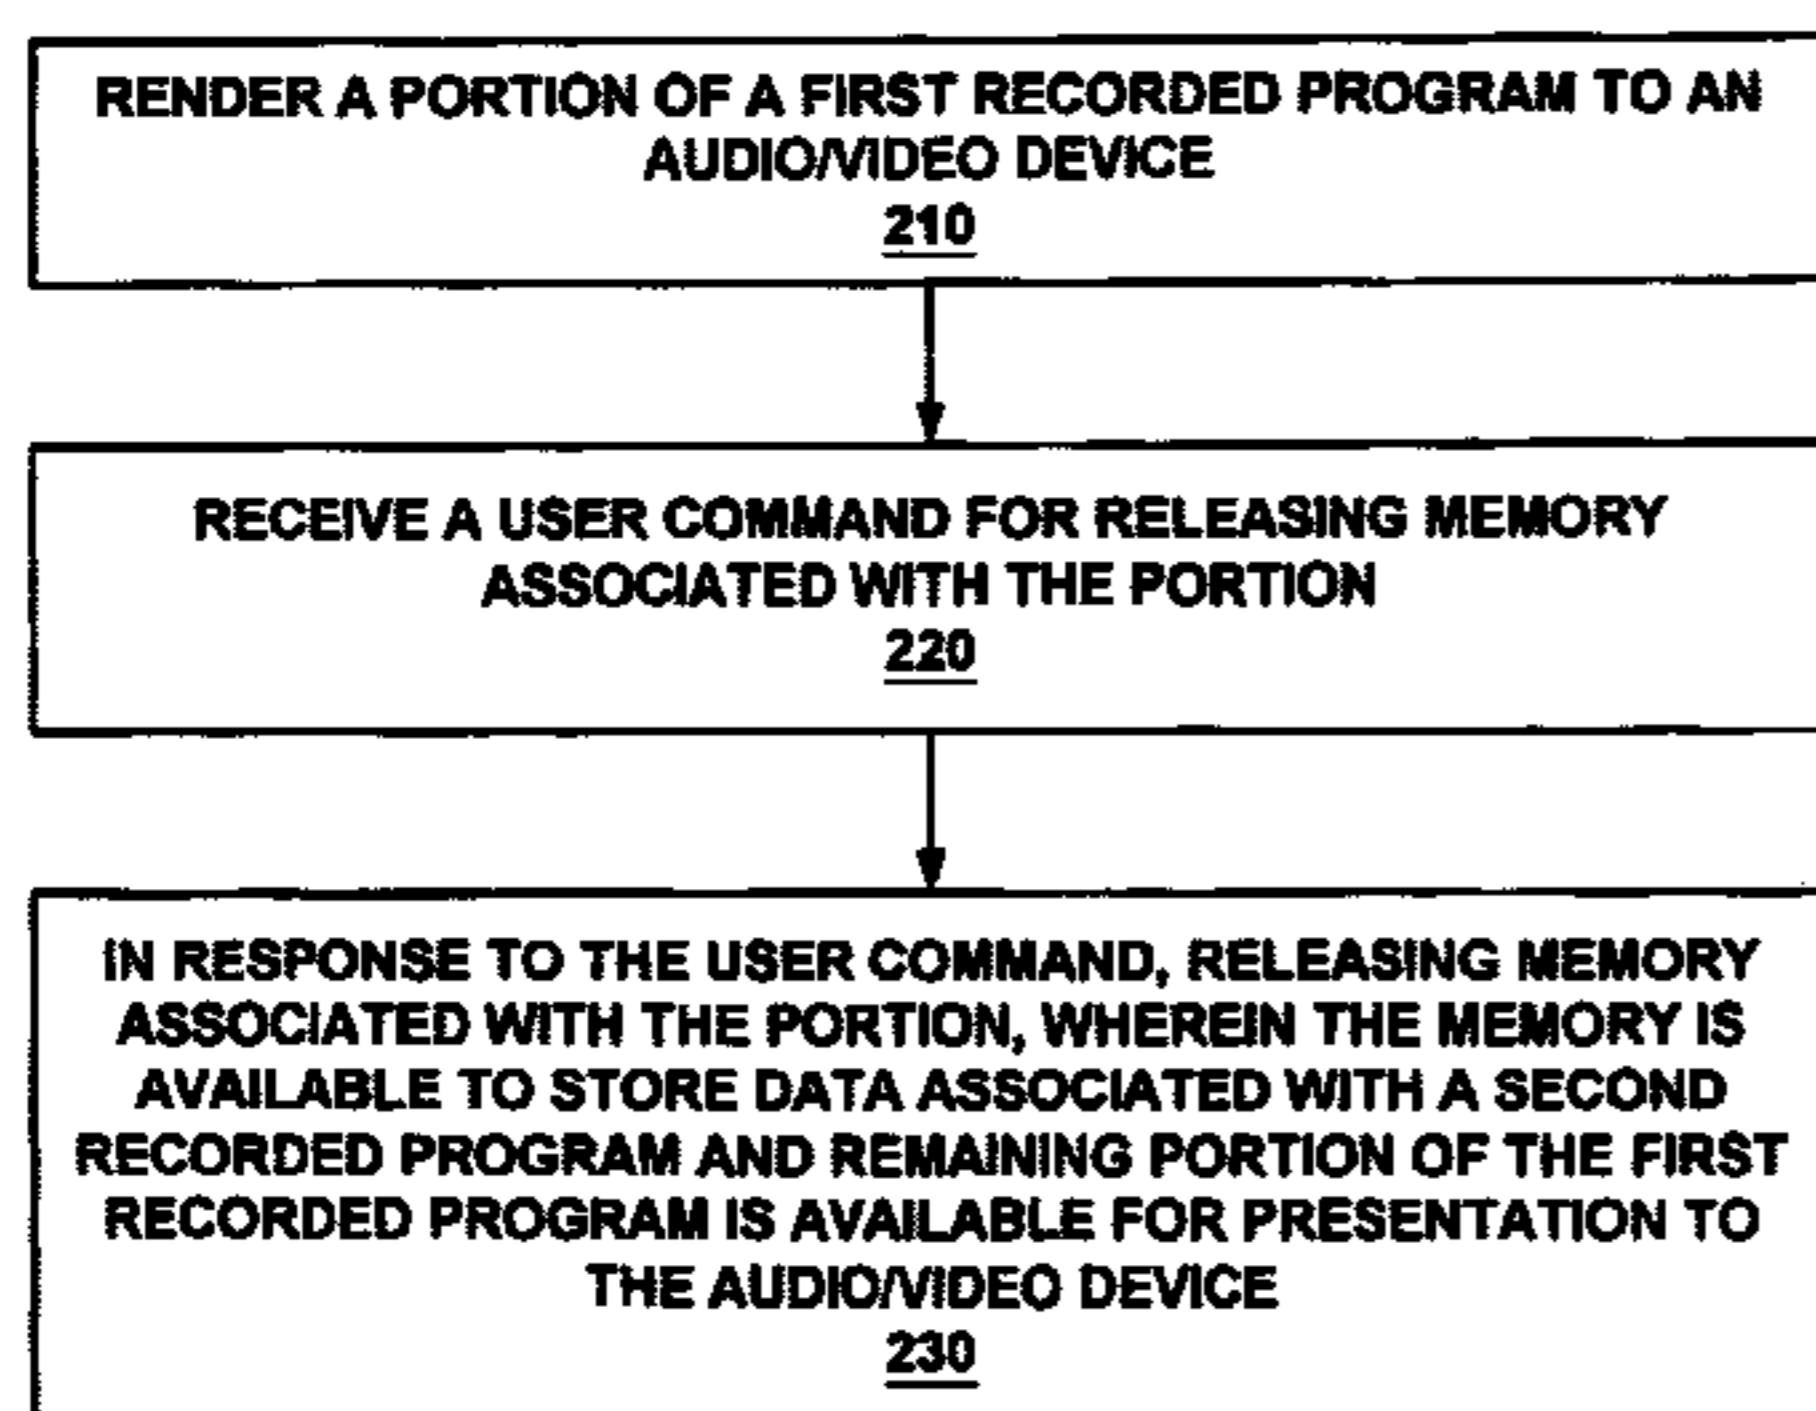 RENDER A PORTION OF A FIRST RECORDED PROGRAM TO AN
AUDIO/VIDEO DEVICE
210
RECEIVE A USER COMMAND FOR RELEASING MEMORY
ASSOCIATED WITH THE PORTION
220
IN RESPONSE TO THE USER COMMAND, RELEASING MEMORY
ASSOCIATED WITH THE PORTION, WHEREIN THE MEMORY IS
AVAILABLE TO STORE DATA ASSOCIATED WITH A SECOND
RECORDED PROGRAM AND REMAINING PORTION OF THE FIRST
RECORDED PROGRAM IS AVAILABLE FOR PRESENTATION TO
THE AUDIO/VIDEO DEVICE
230